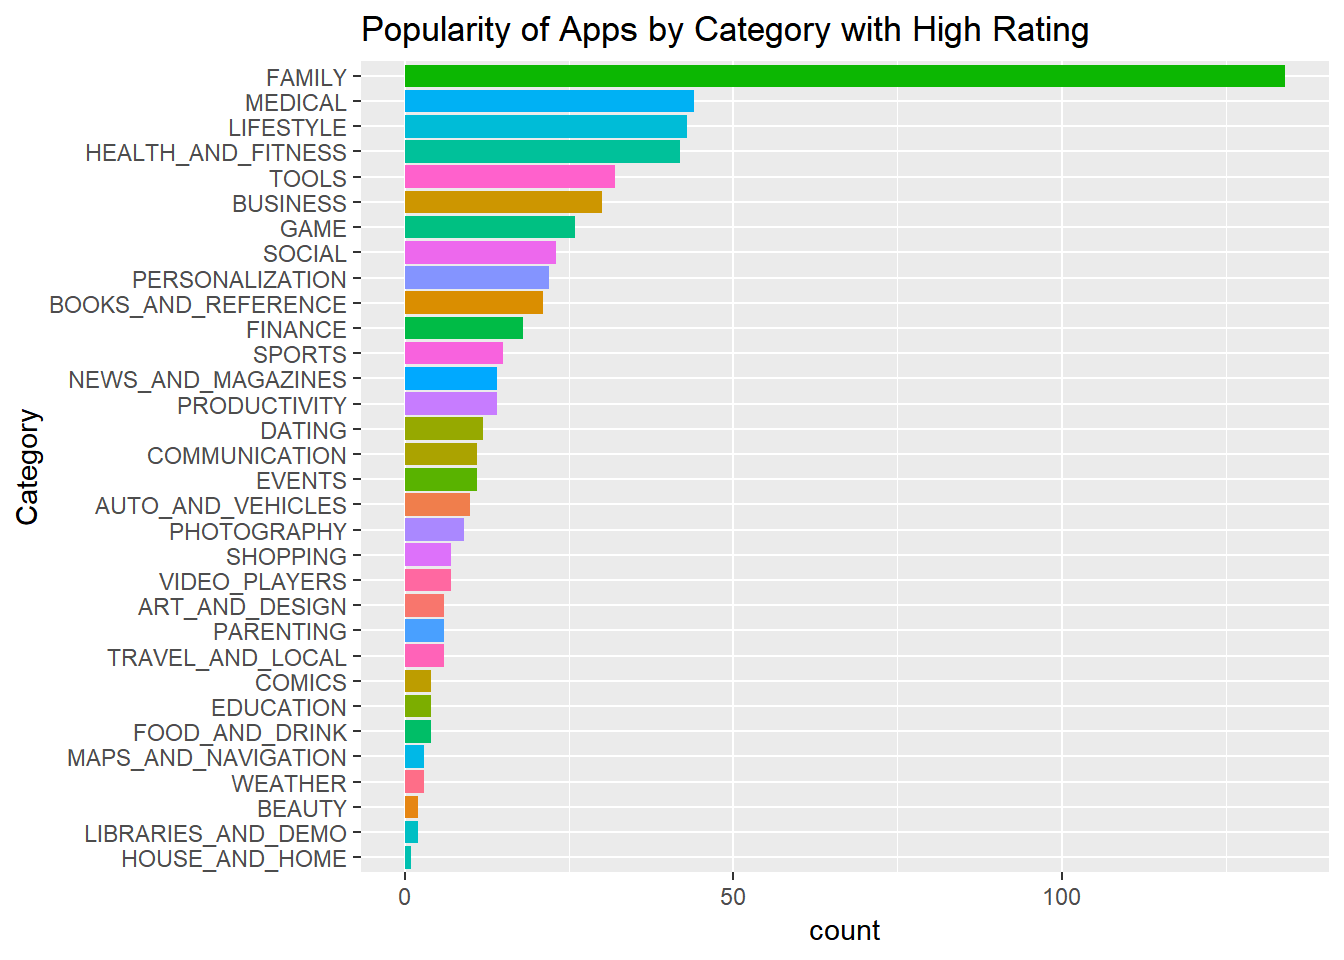 Popularity of Apps by Category with High Rating
FAMILY
MEDICAL
LIFESTYLE
HEALTH_AND_FITNESS
TOOLS
BUSINESS
GAME
SOCIAL
PERSONALIZATION
BOOKS_AND_REFERENCE
FINANCE
SPORTS
NEWS_AND_MAGAZINES
PRODUCTIVITY
DATING
COMMUNICATION
EVENTS
AUTO_AND_VEHICLES
PHOTOGRAPHY
SHOPPING
VIDEO_PLAYERS
ART_AND_DESIGN
PARENTING
TRAVEL_AND_LOCAL
COMICS
EDUCATION
FOOD_AND_DRINK
MAPS_AND_NAVIGATION
WEATHER
BEAUTY
LIBRARIES_AND_DEMO
HOUSE_AND_HOME
Category
0 50 100
count